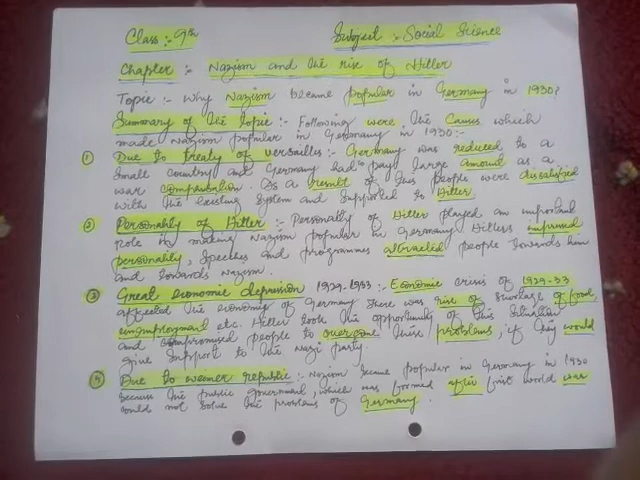 Class :- 9th Subject :- Social Science
Chapter :- Nazism and the rise of Hitler
Topic :- Why Nazism became popular in Germany in 1930?
Summary of the topic :- Following were the Causes which
made Nazism popular in Germany in 1930 :-
① Due to treaty of versailles :- Germany was reduced to a
small country and Germany had to pay large amount as a
war compensation. As a result of this people were dissatisfied
with the existing system and supported to Hitler
② Personality of Hitler :- Personality of Hitler played an important
role in making Nazism popular in Germany. Hitlers
personality, speeches and programmes attracted people towards him
and towards Nazism.
③ Great economic depression 1929-1933 :- Economic crisis of 1929-33
affected the economy of Germany there was rise of shortage of food,
unemployment etc. Hitler took the opportunity of this situation
and people to overcome these problems, if they would
give support to the Nazi party.
④ Due to weimer republic :- Nazism became popular in Germany in 1930
because the government, which was formed after first world war
could not solve the problems of Germany.